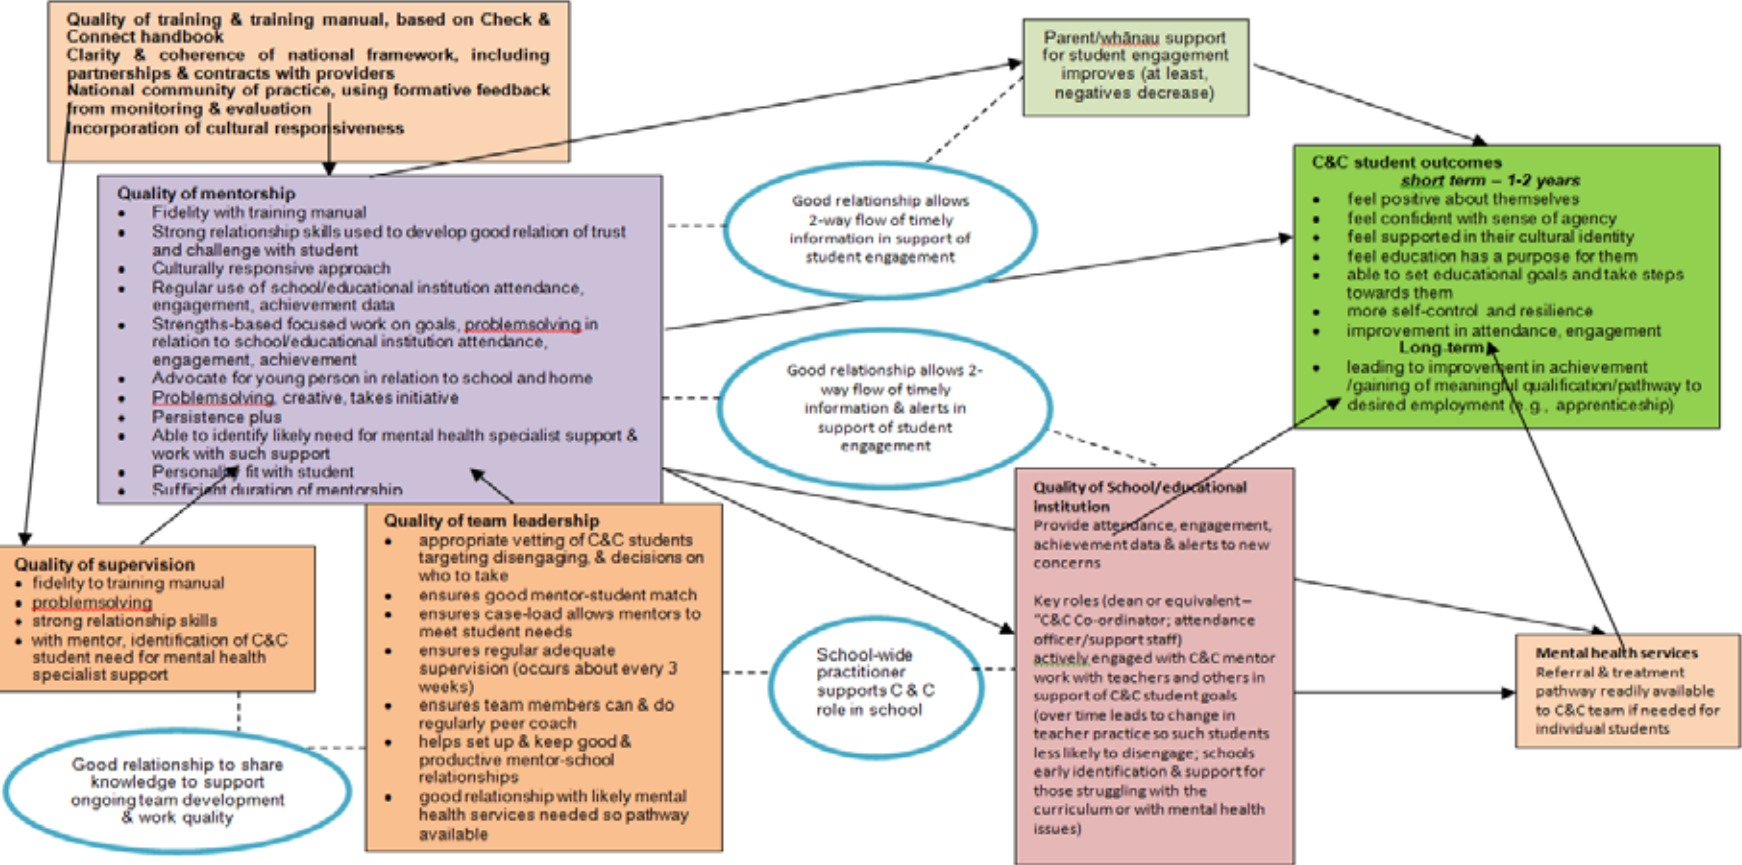 Quality of training & training manual, based on Check &
Connect handbook
Clarity & coherence of national framework, including
partnerships & contracts with providers
National community of practice, using formative feedback
from monitoring & evaluation
Incorporation of cultural responsiveness
Parent/whānau support
for student engagement
improves (at least,
negatives decrease)
Quality of mentorship
• Fidelity with training manual
• Strong relationship skills used to develop good relation of trust
and challenge with student
• Culturally responsive approach
• Regular use of school/educational institution attendance,
engagement, achievement data
• Strengths-based focused work on goals, problemsolving in
relation to school/educational institution attendance,
engagement, achievement
• Advocate for young person in relation to school and home
• Problemsolving, creative, takes initiative
• Persistence plus
• Able to identify likely need for mental health specialist support &
work with such support
• Personality fit with student
• Sufficient duration of mentorship
Good relationship allows
2-way flow of timely
information in support of
student engagement
Good relationship allows 2-
way flow of timely
information & alerts in
support of student
engagement
C&C student outcomes
short term – 1-2 years
• feel positive about themselves
• feel confident with sense of agency
• feel supported in their cultural identity
• feel education has a purpose for them
• able to set educational goals and take steps
towards them
• more self-control and resilience
• improvement in attendance, engagement
Long-term
• leading to improvement in achievement
/gaining of meaningful qualification/pathway to
desired employment (e.g., apprenticeship)
Quality of supervision
• fidelity to training manual
• problemsolving
• strong relationship skills
• with mentor, identification of C&C
student need for mental health
specialist support
Quality of team leadership
• appropriate vetting of C&C students
targeting disengaging, & decisions on
who to take
• ensures good mentor-student match
• ensures case-load allows mentors to
meet student needs
• ensures regular adequate
supervision (occurs about every 3
weeks)
• ensures team members can & do
regularly peer coach
• helps set up & keep good &
productive mentor-school
relationships
• good relationship with likely mental
health services needed so pathway
available
Good relationship to share
knowledge to support
ongoing team development
& work quality
School-wide
practitioner
supports C & C
role in school
Quality of School/educational
institution
Provide attendance, engagement,
achievement data & alerts to new
concerns
Key roles (dean or equivalent –
"C&C Co-ordinator; attendance
officer/support staff)
actively engaged with C&C mentor
work with teachers and others in
support of C&C student goals
(over time leads to change in
teacher practice so such students
less likely to disengage; schools
early identification & support for
those struggling with the
curriculum or with mental health
issues)
Mental health services
Referral & treatment
pathway readily available
to C&C team if needed for
individual students